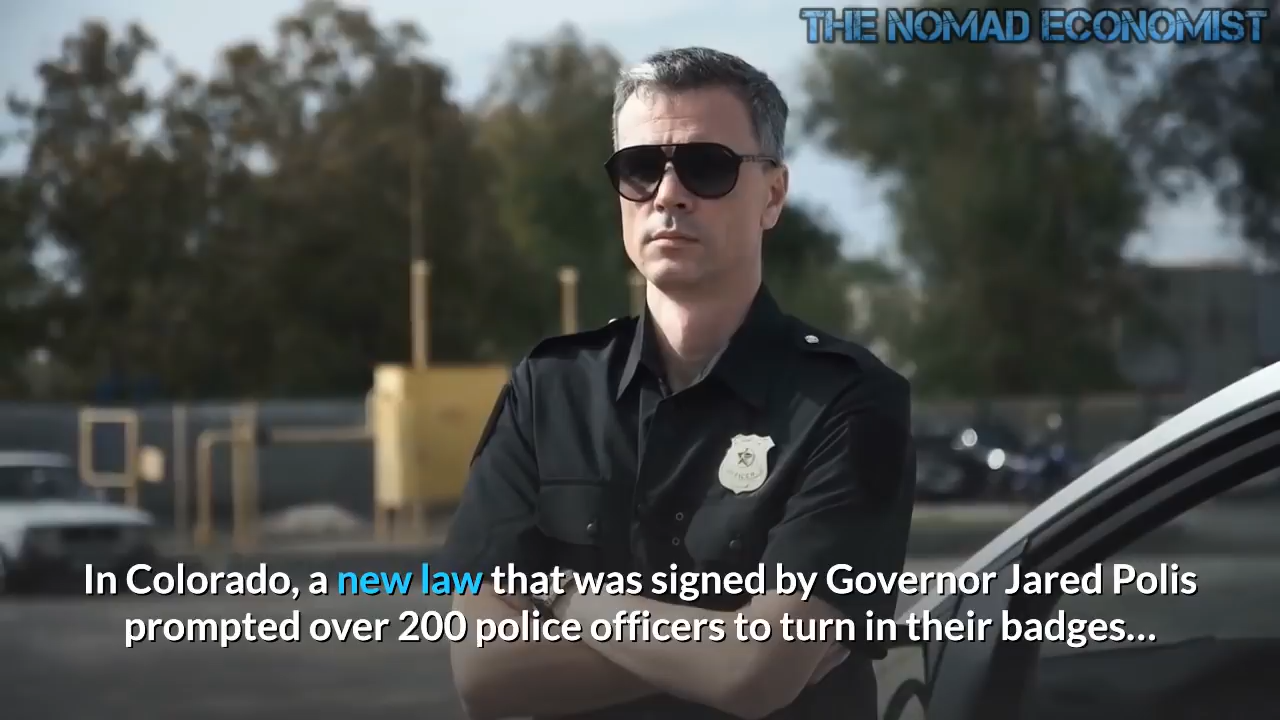 THE NOMAD ECONOMIST
In Colorado, a new law that was signed by Governor Jared Polis
prompted over 200 police officers to turn in their badges...